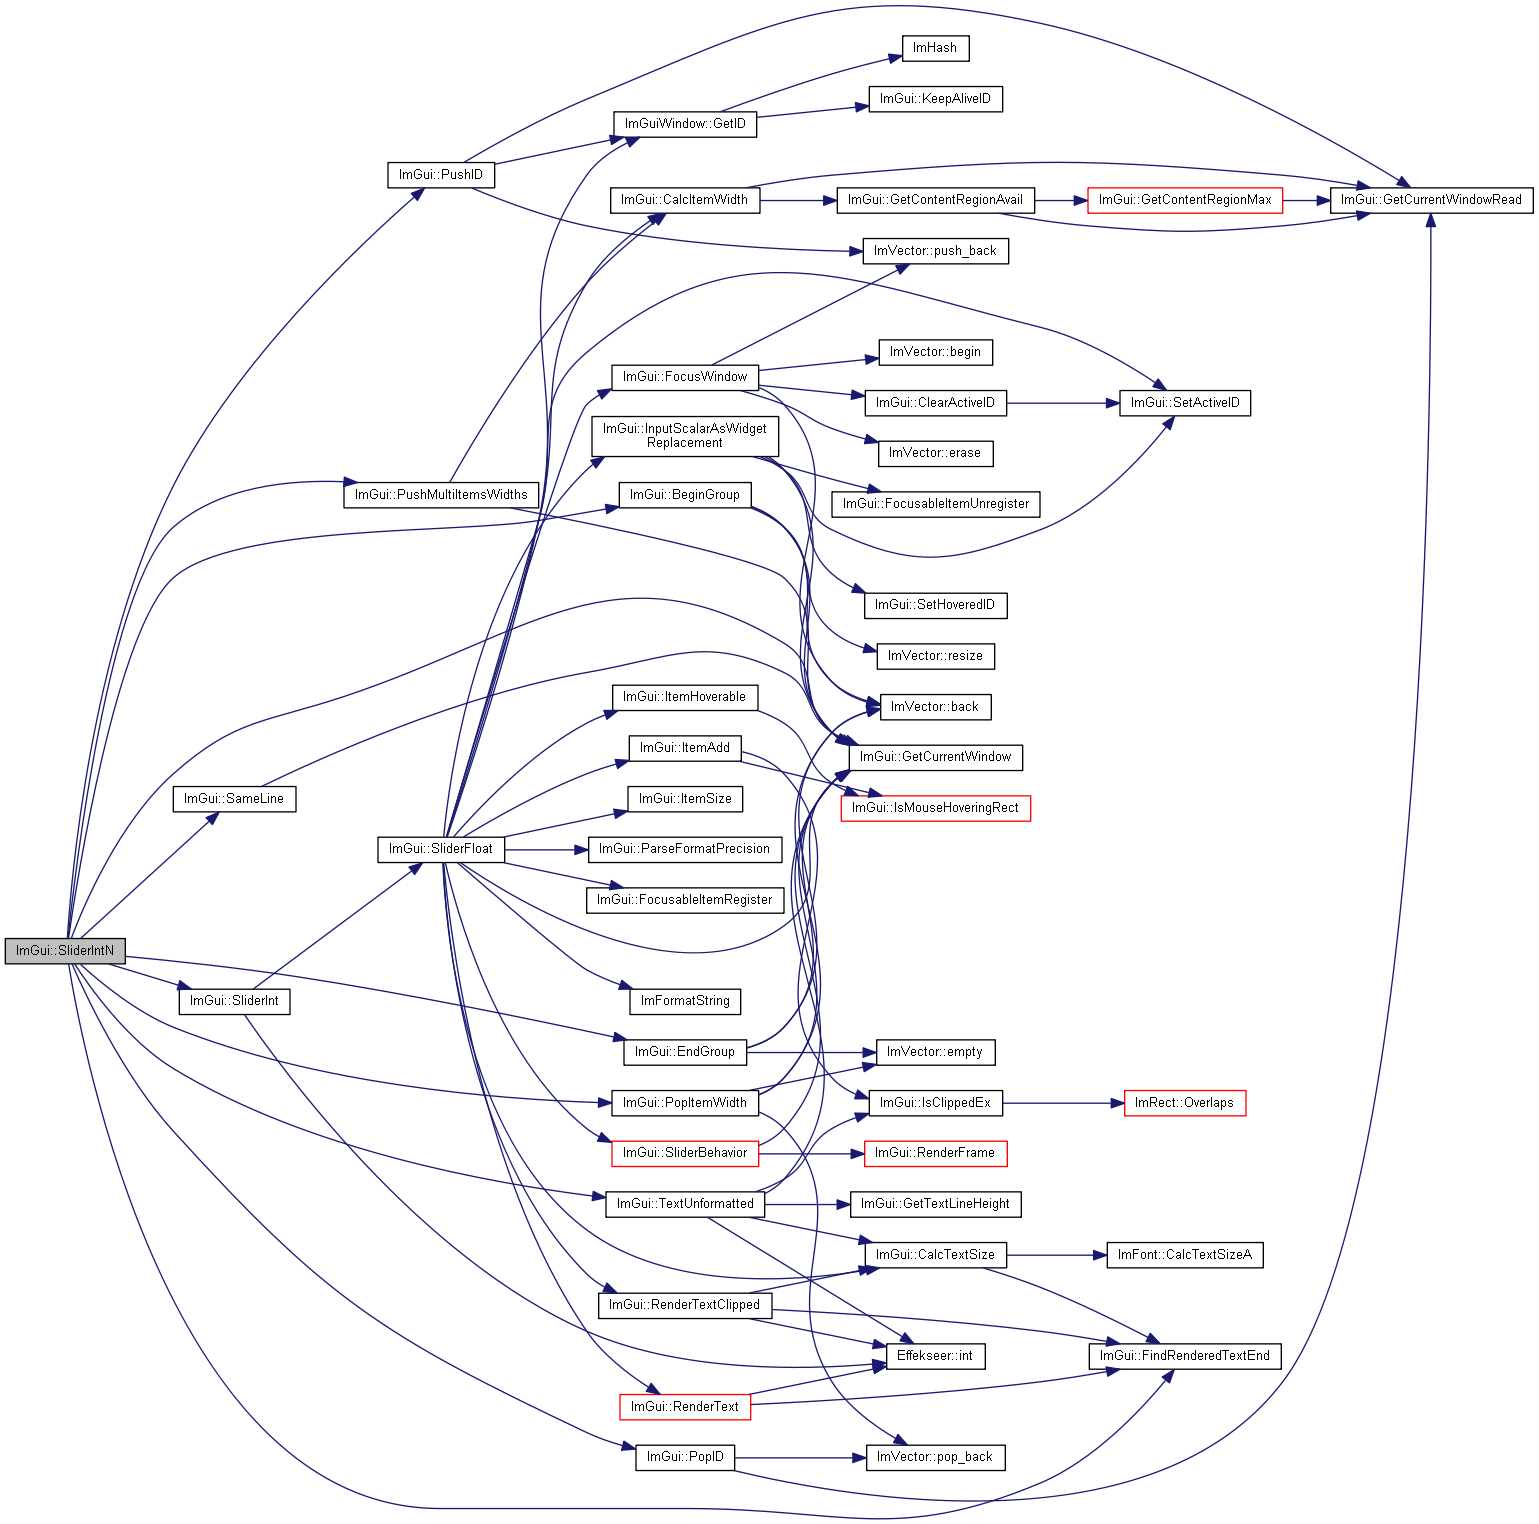 ImHash
ImGui::KeepAliveID
ImGuiWindow::GetID
ImGui::PushID
ImGui::CalcItemWidth
ImGui::GetContentRegionAvail
ImGui::GetContentRegionMax
ImGui::GetCurrentWindowRead
ImVector::push_back
ImVector::begin
ImGui::FocusWindow
ImGui::ClearActiveID
ImGui::SetActiveID
ImGui::InputScalarAsWidget
Replacement
ImVector::erase
ImGui::PushMultiItemsWidths
ImGui::BeginGroup
ImGui::FocusableItemUnregister
ImGui::SetHoveredID
ImVector::resize
ImGui::ItemHoverable
ImVector::back
ImGui::ItemAdd
ImGui::GetCurrentWindow
ImGui::SameLine
ImGui::ItemSize
ImGui::IsMouseHoveringRect
ImGui::SliderFloat
ImGui::ParseFormatPrecision
ImGui::FocusableItemRegister
ImGui::SliderIntN
ImGui::SliderInt
ImFormatString
ImGui::EndGroup
ImVector::empty
ImGui::PopItemWidth
ImGui::IsClippedEx
ImRect::Overlaps
ImGui::SliderBehavior
ImGui::RenderFrame
ImGui::TextUnformatted
ImGui::GetTextLineHeight
ImGui::CalcTextSize
ImFont::CalcTextSizeA
ImGui::RenderTextClipped
Effekseer::int
ImGui::FindRenderedTextEnd
ImGui::RenderText
ImGui::PopID
ImVector::pop_back